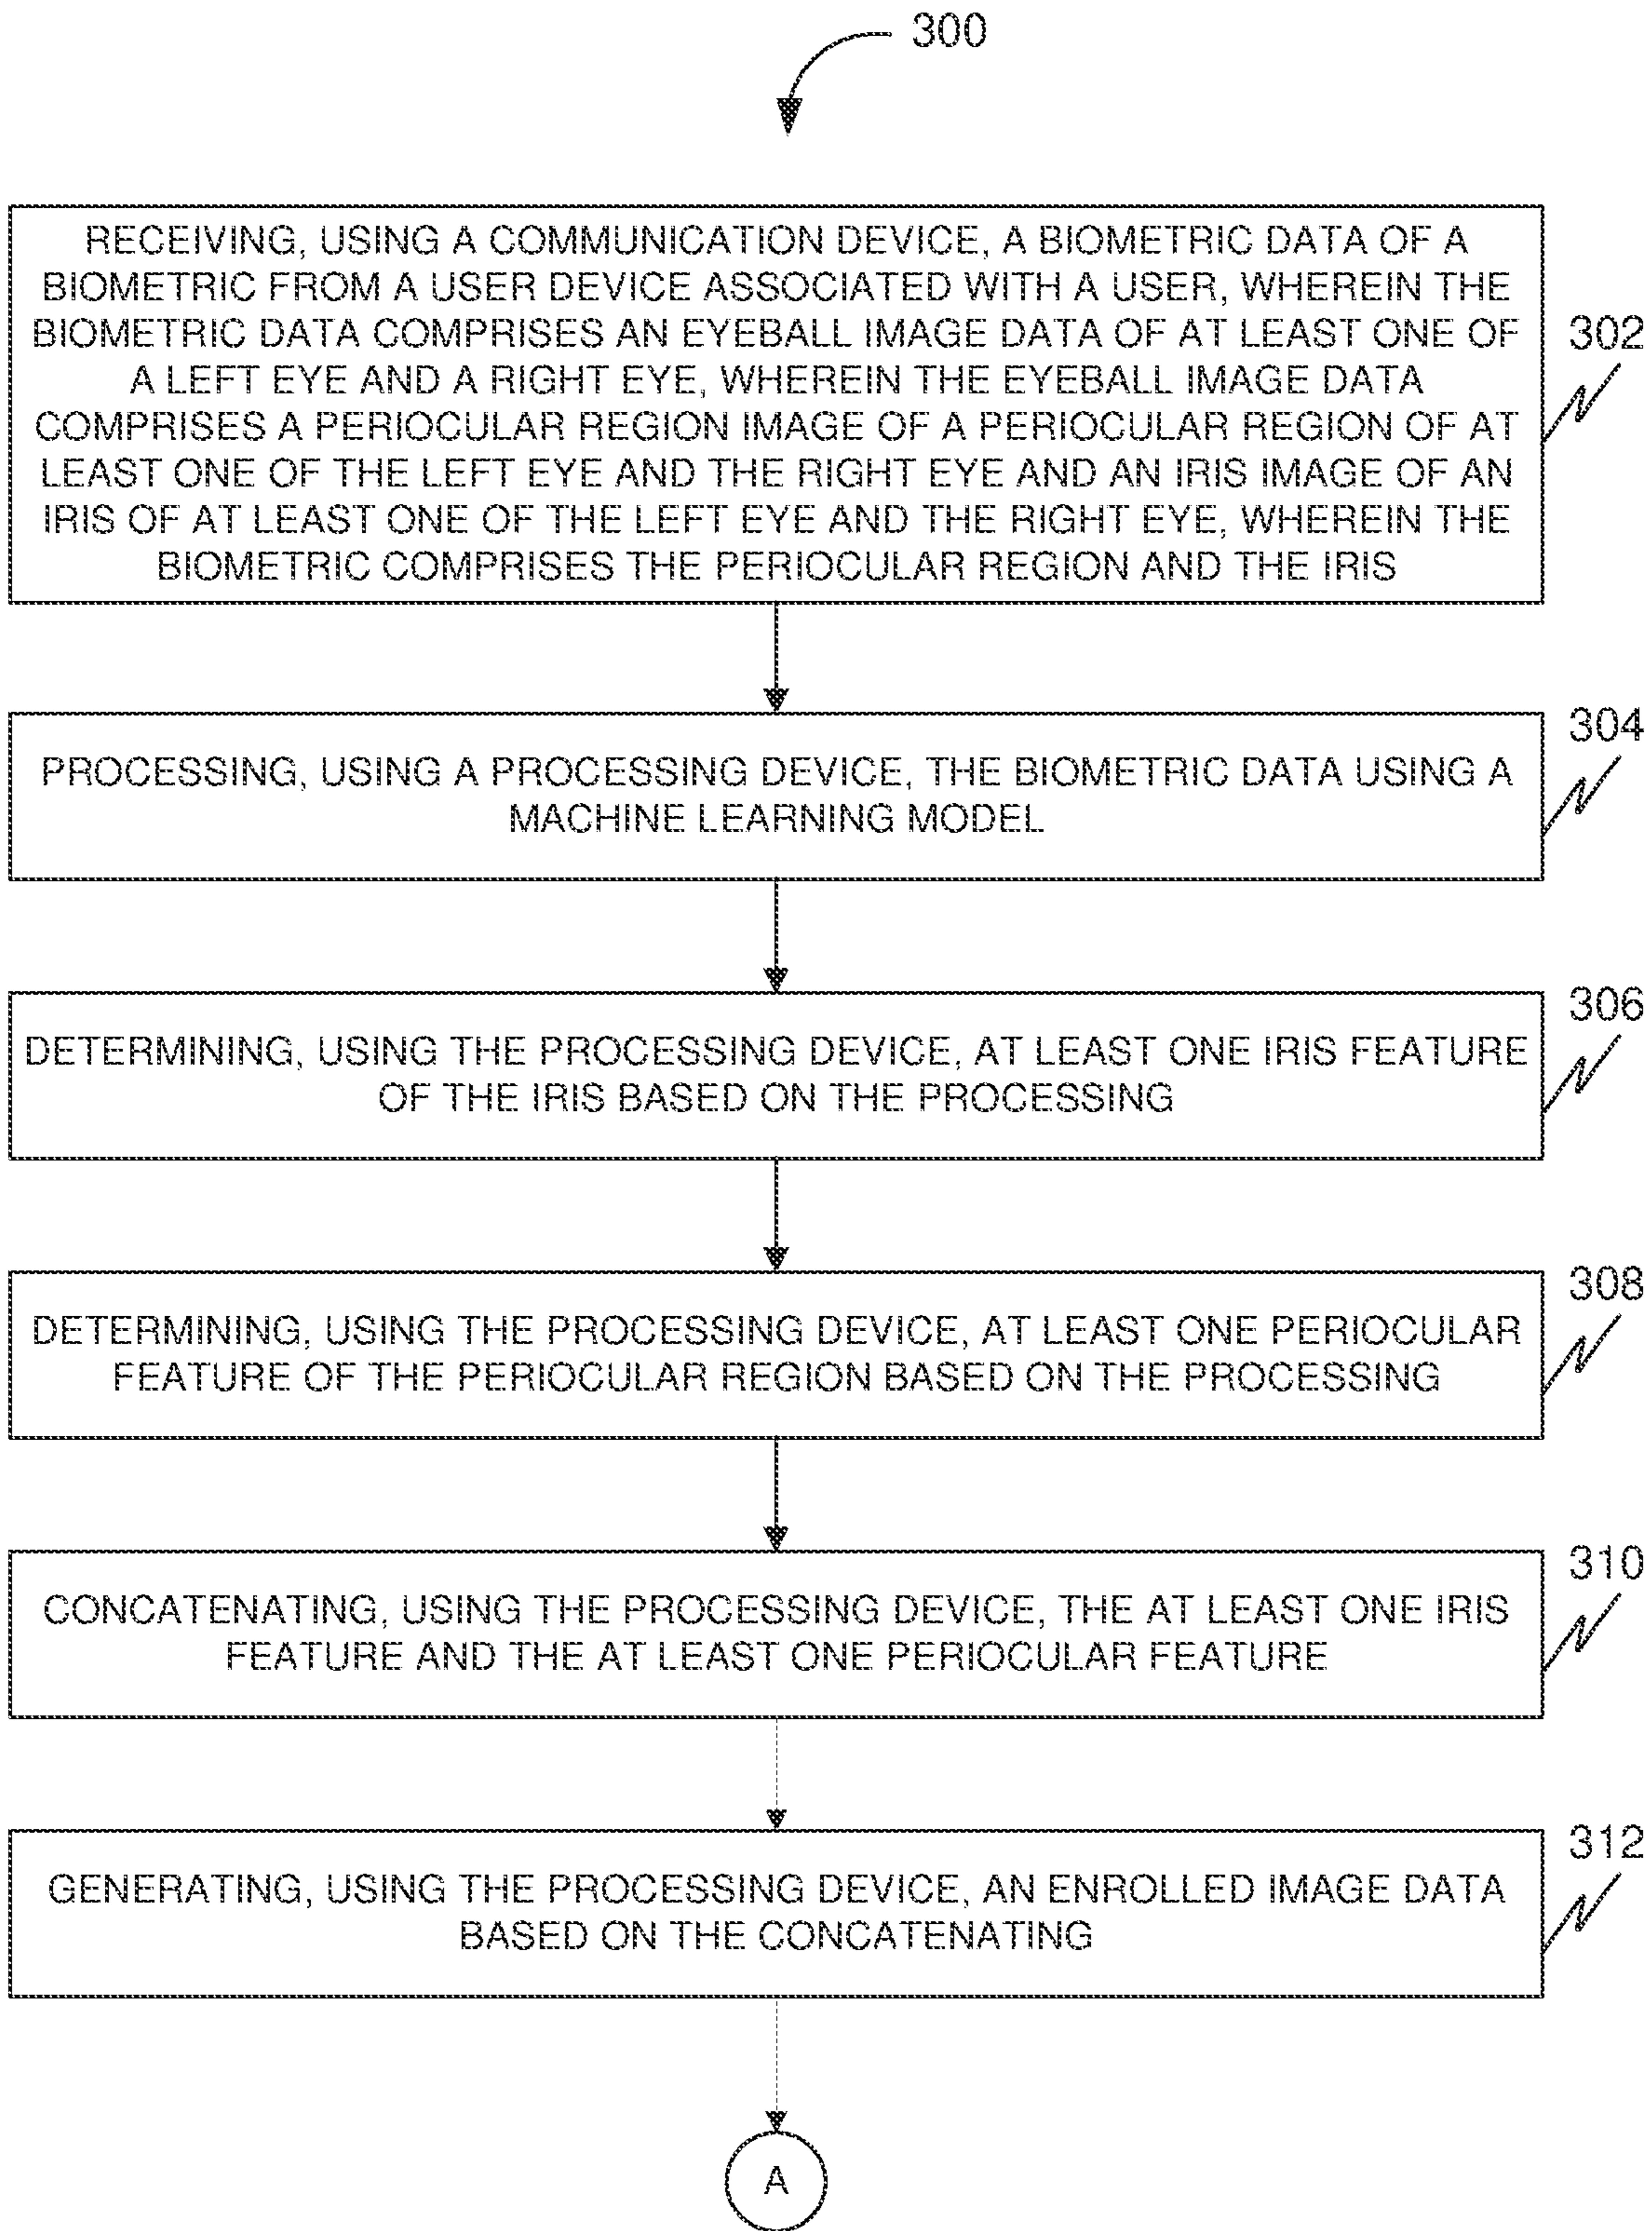 300
RECEIVING, USING A COMMUNICATION DEVICE, A BIOMETRIC DATA OF A
BIOMETRIC FROM A USER DEVICE ASSOCIATED WITH A USER, WHEREIN THE
BIOMETRIC DATA COMPRISES AN EYEBALL IMAGE DATA OF AT LEAST ONE OF
A LEFT EYE AND A RIGHT EYE, WHEREIN THE EYEBALL IMAGE DATA
COMPRISES A PERIOCULAR REGION IMAGE OF A PERIOCULAR REGION OF AT
LEAST ONE OF THE LEFT EYE AND THE RIGHT EYE AND AN IRIS IMAGE OF AN
IRIS OF AT LEAST ONE OF THE LEFT EYE AND THE RIGHT EYE, WHEREIN THE
BIOMETRIC COMPRISES THE PERIOCULAR REGION AND THE IRIS
302
PROCESSING, USING A PROCESSING DEVICE, THE BIOMETRIC DATA USING A
MACHINE LEARNING MODEL
304
DETERMINING, USING THE PROCESSING DEVICE, AT LEAST ONE IRIS FEATURE
OF THE IRIS BASED ON THE PROCESSING
306
DETERMINING, USING THE PROCESSING DEVICE, AT LEAST ONE PERIOCULAR
FEATURE OF THE PERIOCULAR REGION BASED ON THE PROCESSING
308
CONCATENATING, USING THE PROCESSING DEVICE, THE AT LEAST ONE IRIS
FEATURE AND THE AT LEAST ONE PERIOCULAR FEATURE
310
GENERATING, USING THE PROCESSING DEVICE, AN ENROLLED IMAGE DATA
BASED ON THE CONCATENATING
312
A